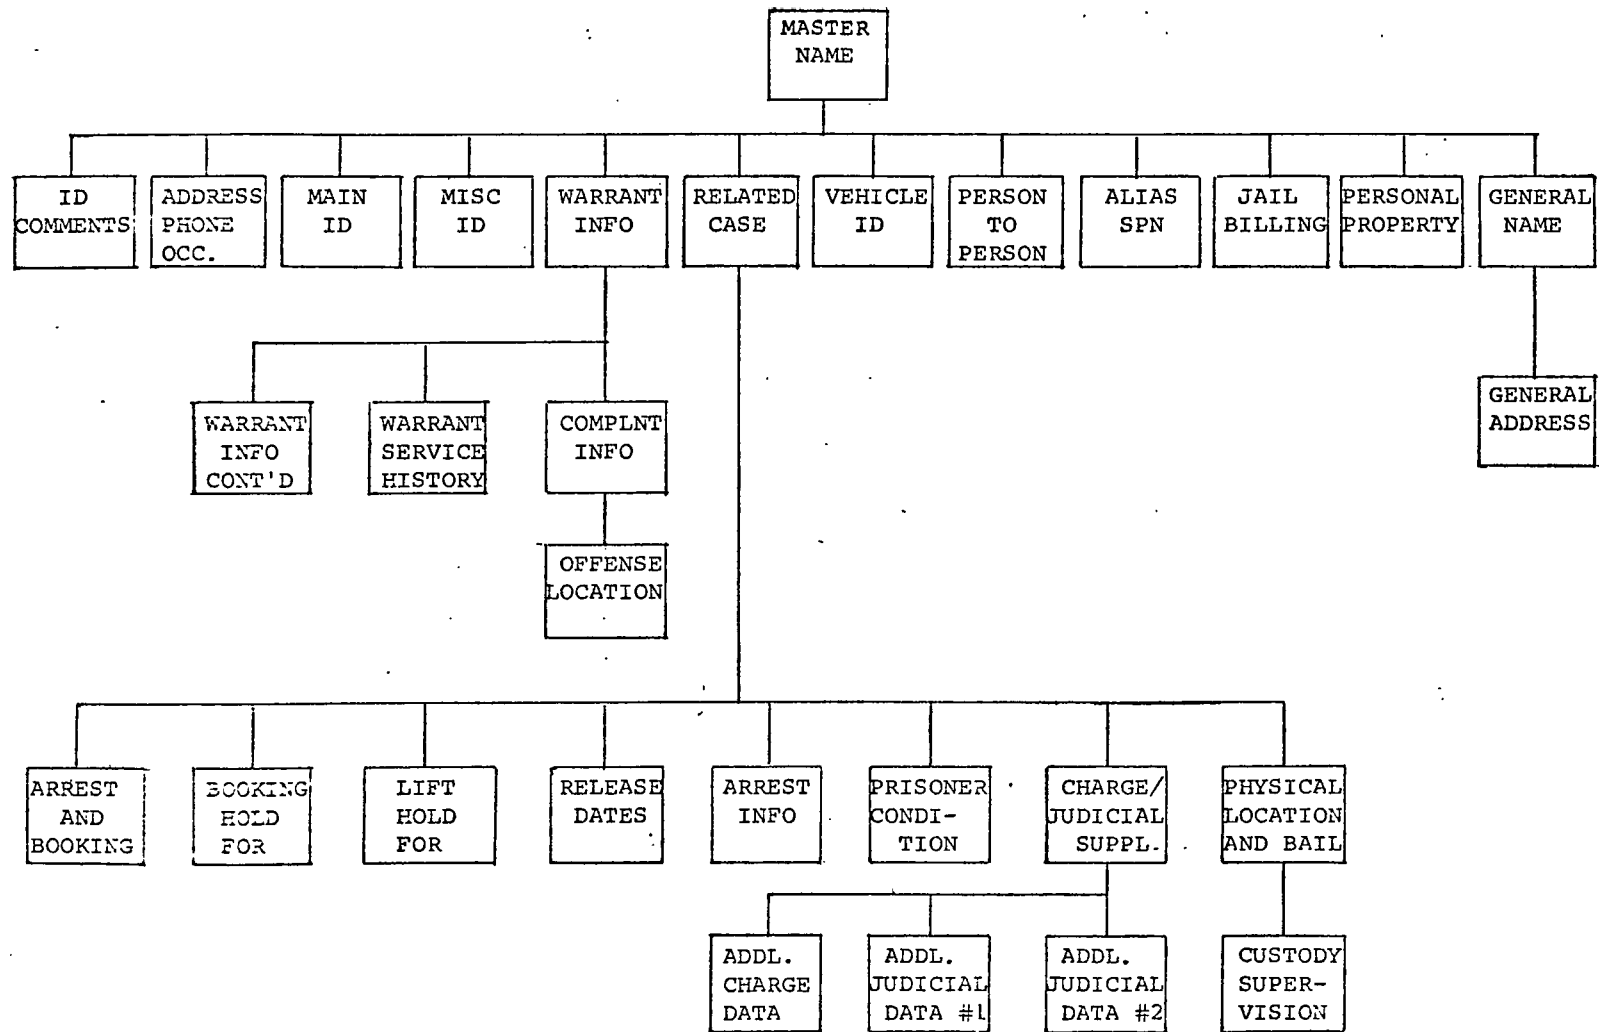 MASTER
NAME
ID
COMMENTS
ADDRESS
PHONE
OCC.
MAIN
ID
MISC
ID
WARRANT
INFO
RELATED
CASE
VEHICLE
ID
PERSON
TO
PERSON
ALIAS
SPN
JAIL
BILLING
PERSONAL
PROPERTY
GENERAL
NAME
GENERAL
ADDRESS
WARRANT
INFO
CONT'D
WARRANT
SERVICE
HISTORY
COMPLNT
INFO
OFFENSE
LOCATION
ARREST
AND
BOOKING
BOOKING
HOLD
FOR
LIFT
HOLD
FOR
RELEASE
DATES
ARREST
INFO
PRISONER
CONDI-
TION
CHARGE/
JUDICIAL
SUPPL.
PHYSICAL
LOCATION
AND BAIL
ADDL.
CHARGE
DATA
ADDL.
JUDICIAL
DATA #1
ADDL.
JUDICIAL
DATA #2
CUSTODY
SUPER-
VISION